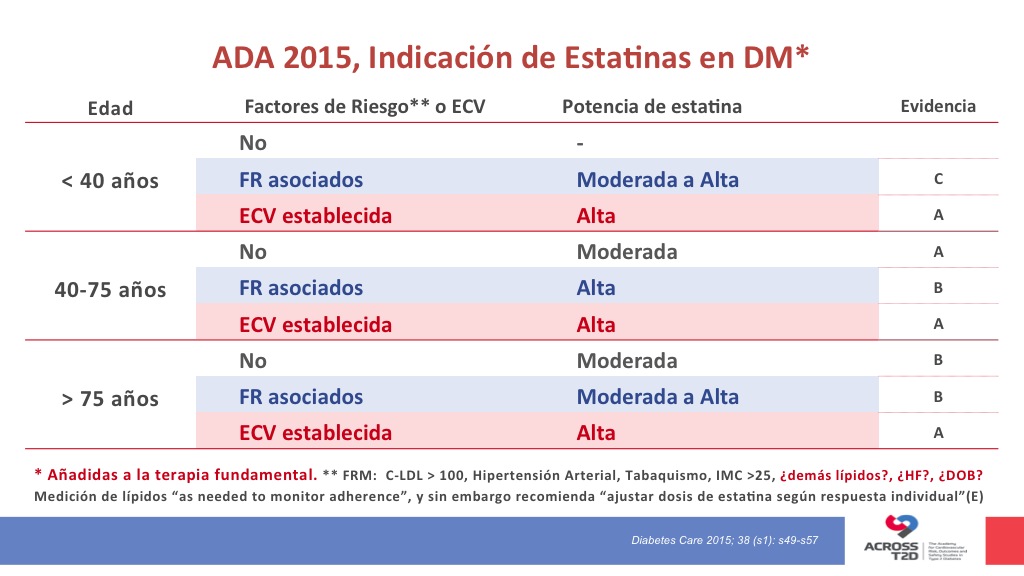 ADA 2015, Indicación de Estatinas en DM*
Edad Factores de Riesgo** o ECV Potencia de estatina Evidencia
No -
< 40 años FR asociados Moderada a Alta C
ECV establecida Alta A
No Moderada A
40-75 años FR asociados Alta B
ECV establecida Alta A
No Moderada B
> 75 años FR asociados Moderada a Alta B
ECV establecida Alta A
* Añadidas a la terapia fundamental. ** FRM: C-LDL > 100, Hipertensión Arterial, Tabaquismo, IMC >25, ¿demás lípidos?, ¿HF?, ¿DOB?
Medición de lípidos “as needed to monitor adherence”, y sin embargo recomienda “ajustar dosis de estatina según respuesta individual”(E)
Diabetes Care 2015; 38 (s1): s49-s57
ACROSS T2D
The Academy for Cardiovascular Risk, Outcomes and Safety Studies in Type 2 Diabetes